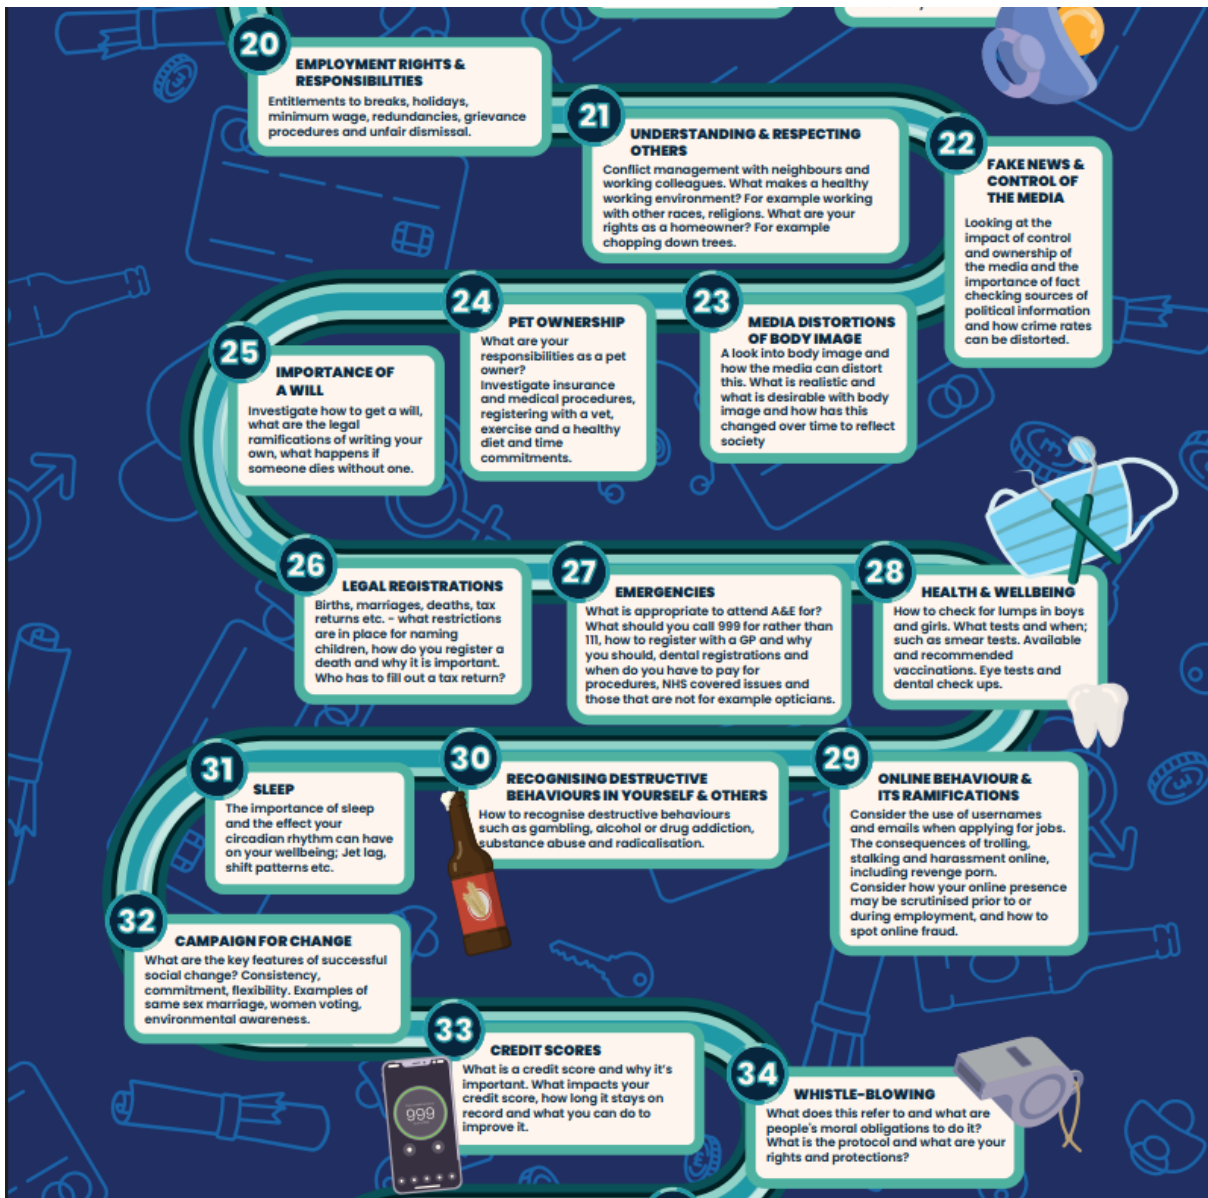 20
EMPLOYMENT RIGHTS &
RESPONSIBILITIES
Entitlements to breaks, holidays,
minimum wage, redundancies, grievance
procedures and unfair dismissal.
21
UNDERSTANDING & RESPECTING
OTHERS
Conflict management with neighbours and
working colleagues. What makes a healthy
working environment? For example working
with other races, religions. What are your
rights as a homeowner? For example
chopping down trees.
22
FAKE NEWS &
CONTROL OF
THE MEDIA
Looking at the
impact of control
and ownership of
the media and the
importance of fact
checking sources of
political information
and how crime rates
can be distorted.
23
MEDIA DISTORTIONS
OF BODY IMAGE
A look into body image and
how the media can distort
this. What is realistic and
what is desirable with body
image and how has this
changed over time to reflect
society
24
PET OWNERSHIP
What are your
responsibilities as a pet
owner?
Investigate insurance
and medical procedures,
registering with a vet,
exercise and a healthy
diet and time
commitments.
25
IMPORTANCE OF
A WILL
Investigate how to get a will,
what are the legal
ramifications of writing your
own, what happens if
someone dies without one.
26
LEGAL REGISTRATIONS
Births, marriages, deaths, tax
returns etc. - what restrictions
are in place for naming
children, how do you register a
death and why it is important.
Who has to fill out a tax return?
27
EMERGENCIES
What is appropriate to attend A&E for?
What should you call 999 for rather than
111, how to register with a GP and why
you should, dental registrations and
when do you have to pay for
procedures, NHS covered issues and
those that are not for example opticians.
28
HEALTH & WELLBEING
How to check for lumps in boys
and girls. What tests and when;
such as smear tests. Available
and recommended
vaccinations. Eye tests and
dental check ups.
29
ONLINE BEHAVIOUR &
ITS RAMIFICATIONS
Consider the use of usernames
and emails when applying for jobs.
The consequences of trolling,
stalking and harassment online,
including revenge porn.
Consider how your online presence
may be scrutinised prior to or
during employment, and how to
spot online fraud.
30
RECOGNISING DESTRUCTIVE
BEHAVIOURS IN YOURSELF & OTHERS
How to recognise destructive behaviours
such as gambling, alcohol or drug addiction,
substance abuse and radicalisation.
31
SLEEP
The importance of sleep
and the effect your
circadian rhythm can have
on your wellbeing; Jet lag,
shift patterns etc.
32
CAMPAIGN FOR CHANGE
What are the key features of successful
social change? Consistency,
commitment, flexibility. Examples of
same sex marriage, women voting,
environmental awareness.
33
CREDIT SCORES
What is a credit score and why it's
important. What impacts your
credit score, how long it stays on
record and what you can do to
improve it.
999
34
WHISTLE-BLOWING
What does this refer to and what are
people's moral obligations to do it?
What is the protocol and what are your
rights and protections?